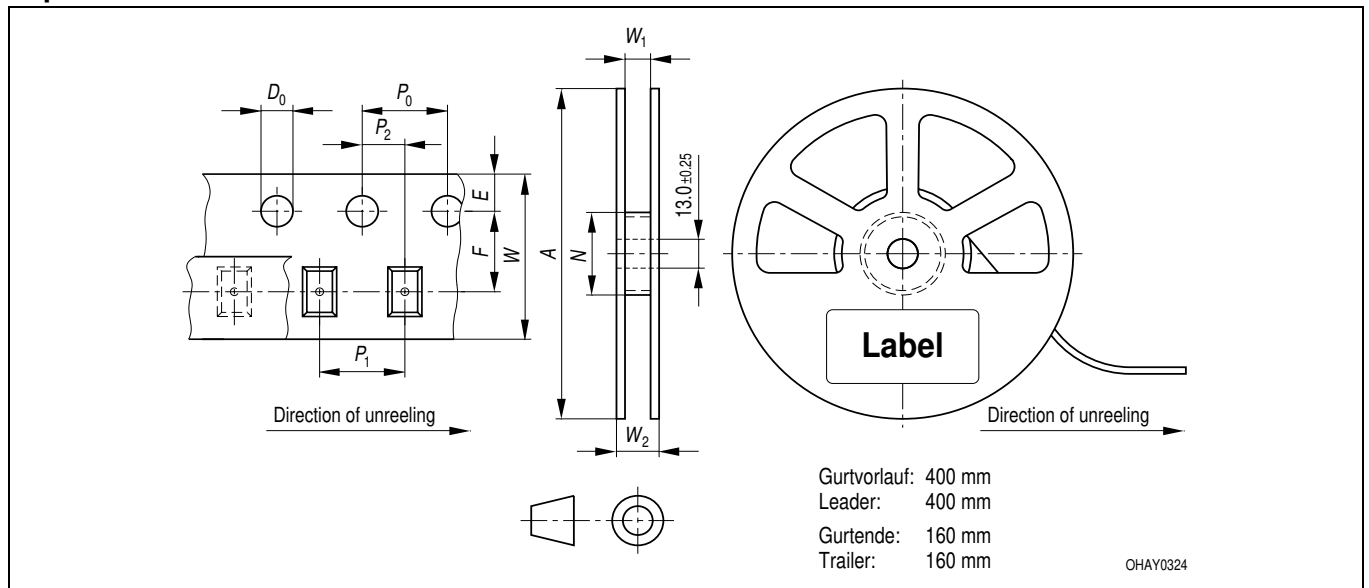 W₁
D₀
P₀
P₂
E
F
W
A
N
13.0 ±0.25
Label
P₁
Direction of unreeling
W₂
Direction of unreeling
Gurtvorlauf: 400 mm
Leader: 400 mm
Gurtende: 160 mm
Trailer: 160 mm
OHAY0324